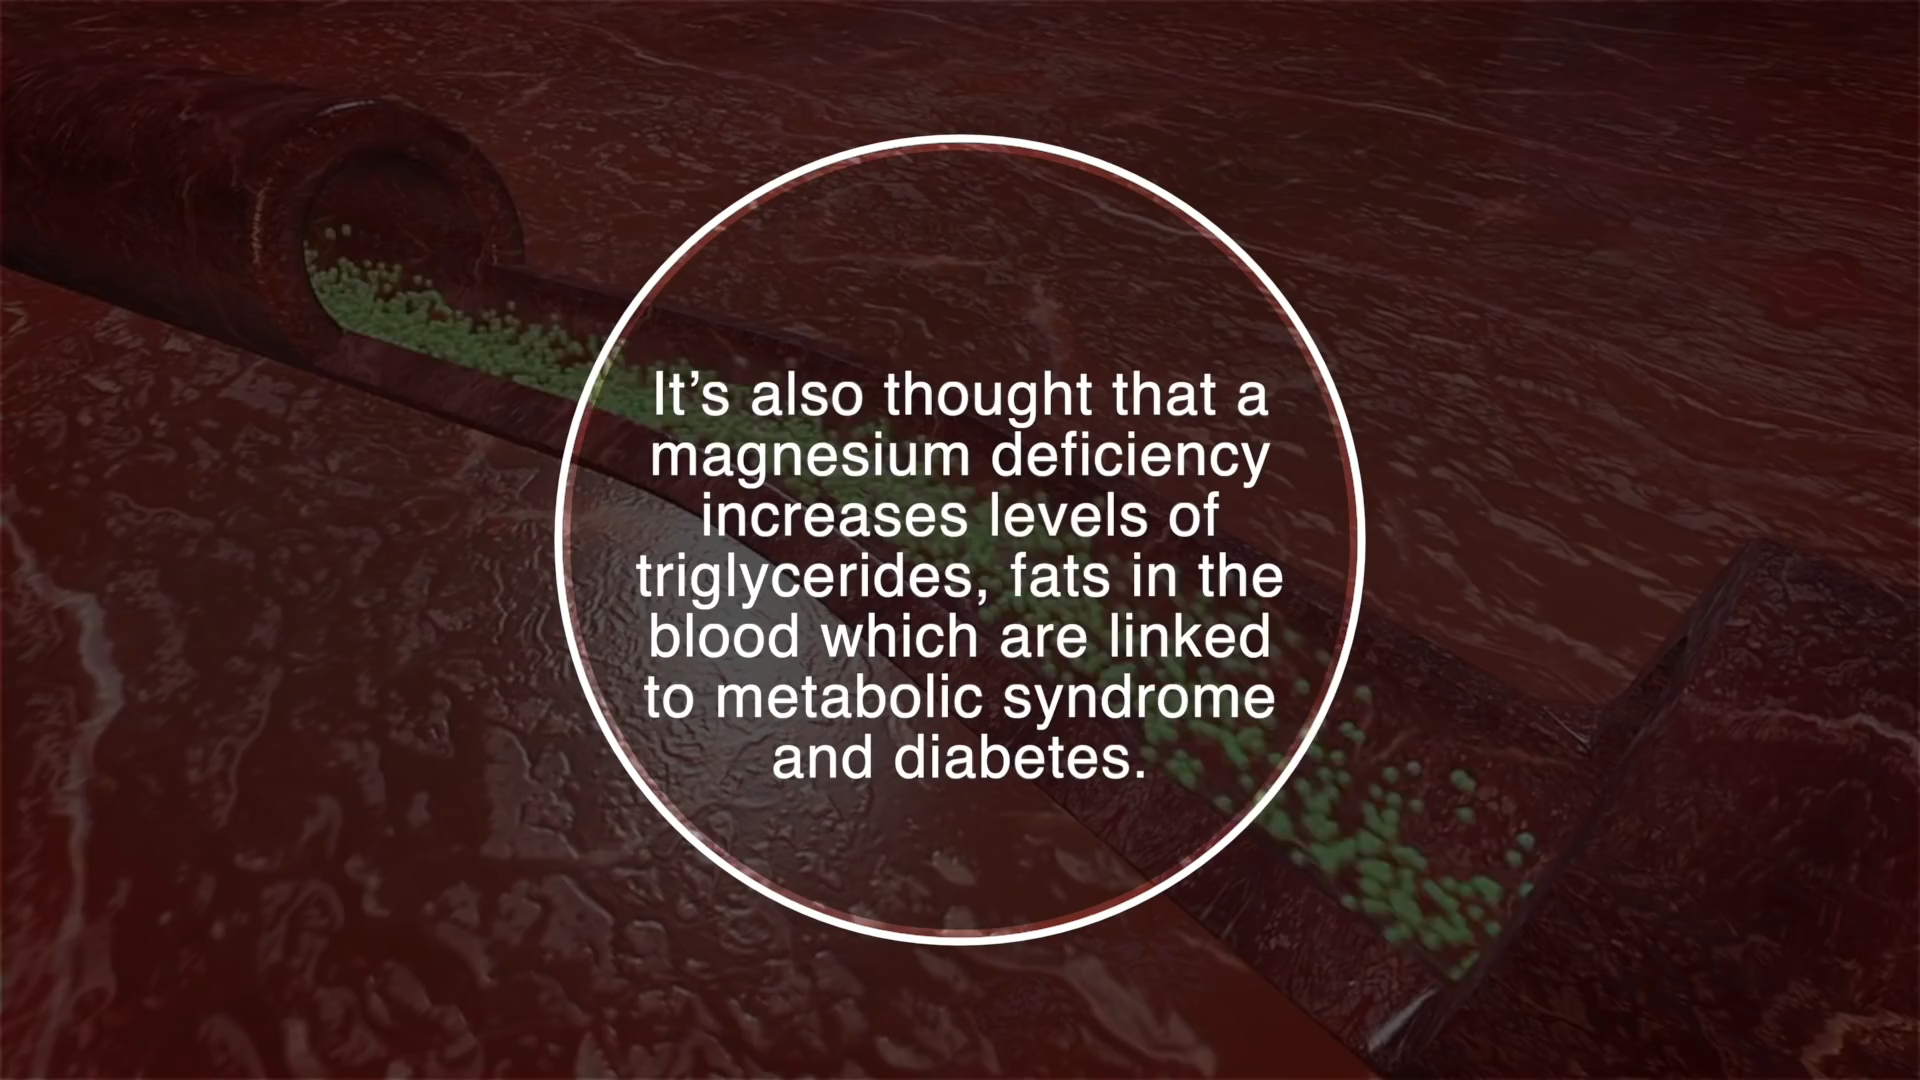 It’s also thought that a
magnesium deficiency
increases levels of
triglycerides, fats in the
blood which are linked
to metabolic syndrome
and diabetes.